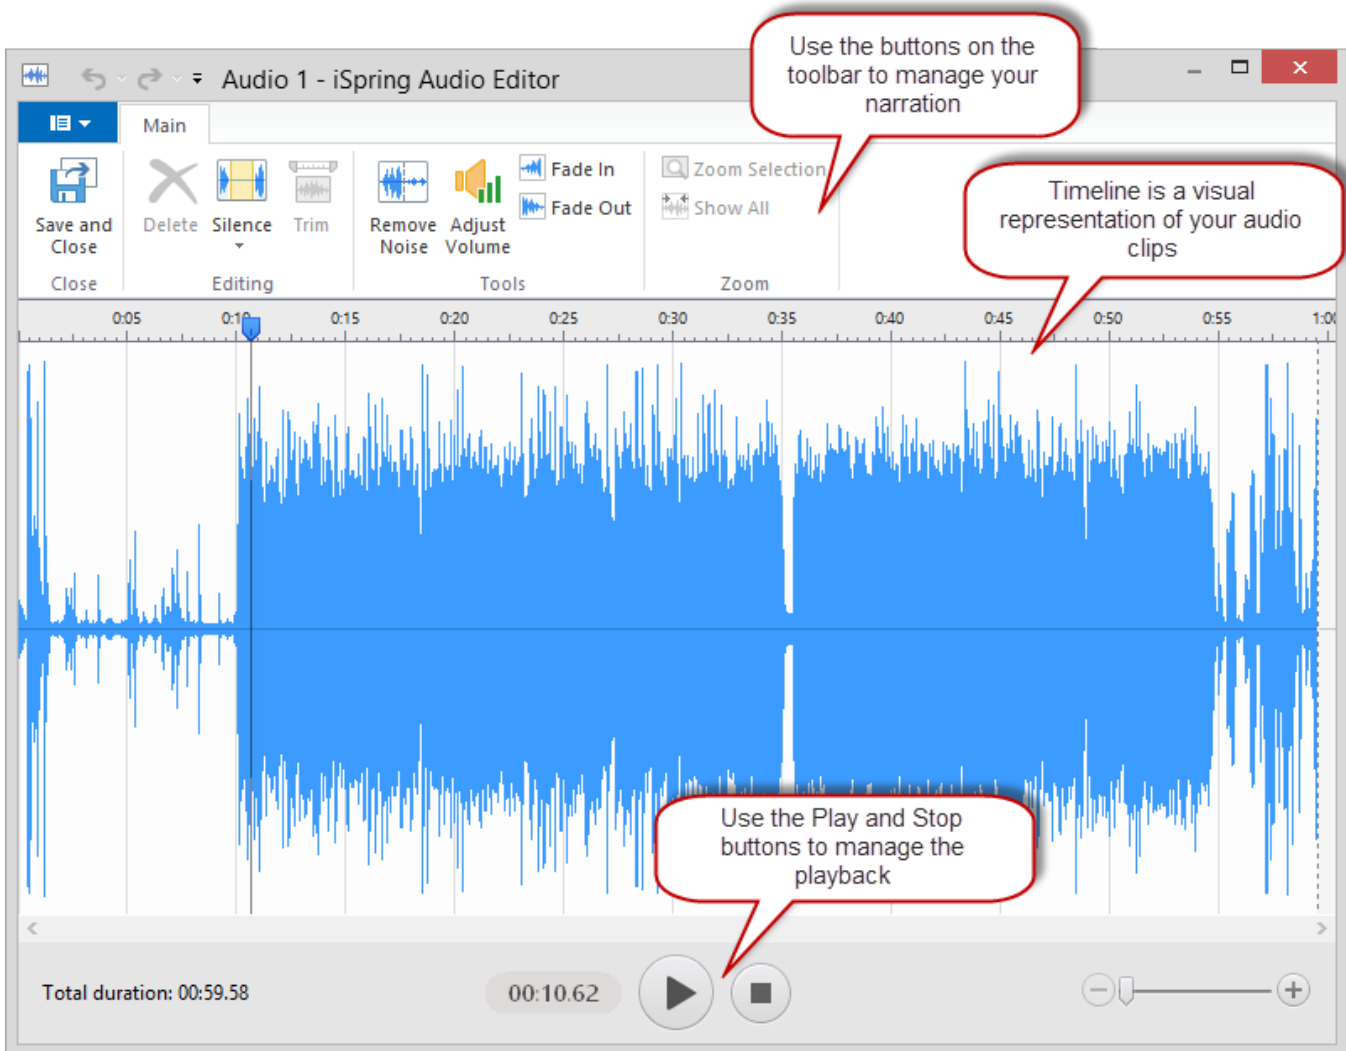 Use the buttons on the
toolbar to manage your
narration
Audio 1 - iSpring Audio Editor
Main
Save and
Close
Delete
Silence
Trim
Remove
Noise
Adjust
Volume
Fade In
Fade Out
Zoom Selection
Show All
Close
Editing
Tools
Zoom
Timeline is a visual
representation of your audio
clips
0:05 0:10 0:15 0:20 0:25 0:30 0:35 0:40 0:45 0:50 0:55 1:00
Use the Play and Stop
buttons to manage the
playback
Total duration: 00:59.58
00:10.62